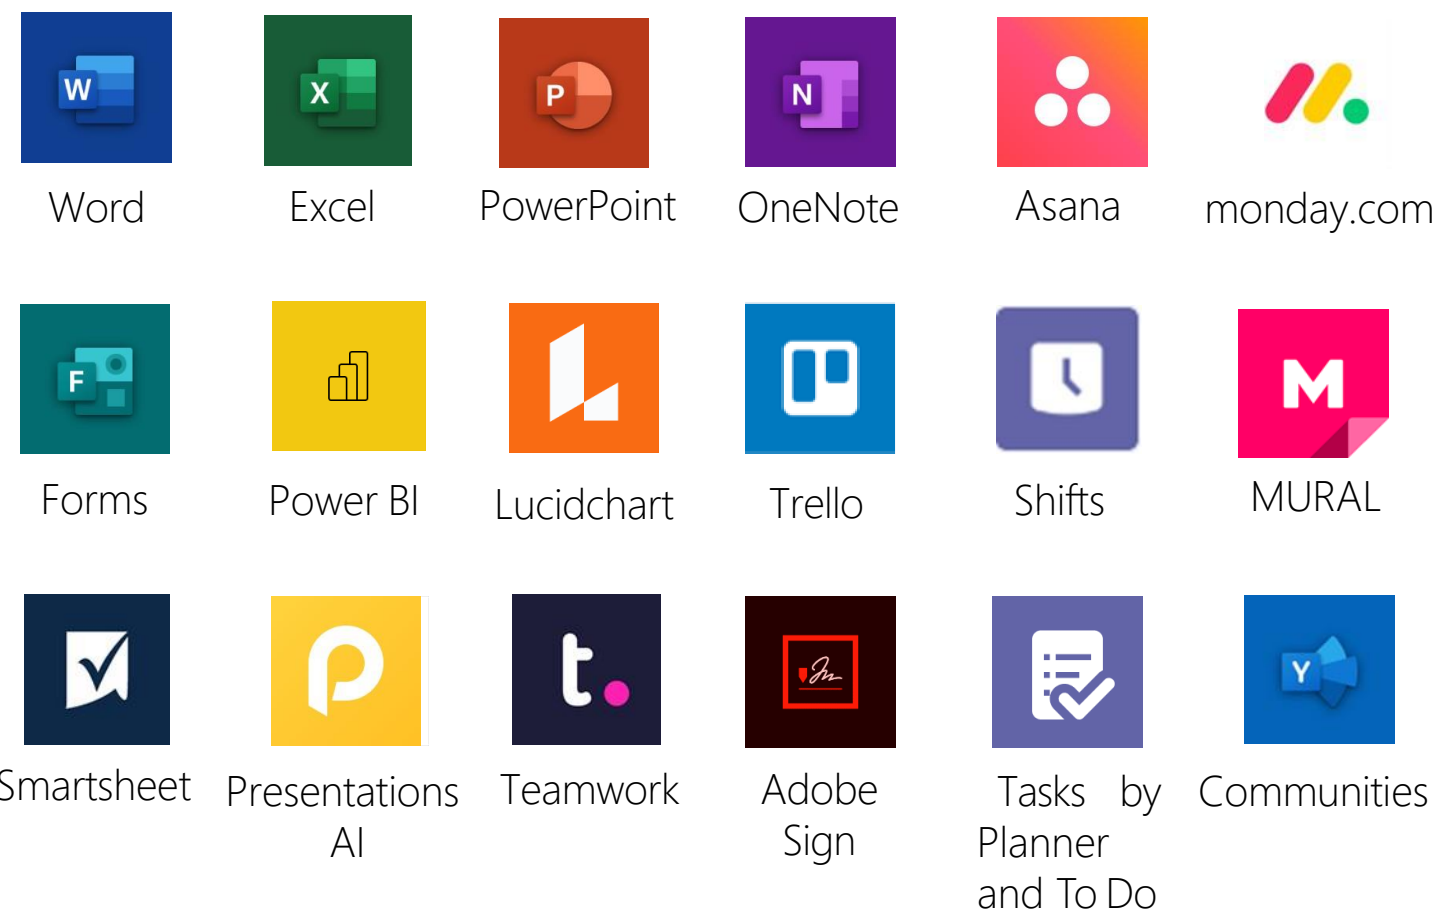 W
X
P
N
Word
Excel
PowerPoint
OneNote
Asana
monday.com
F
M
Forms
Power BI
Lucidchart
Trello
Shifts
MURAL
t.
Y
Smartsheet
Presentations
AI
Teamwork
Adobe
Sign
Tasks by
Planner
and To Do
Communities